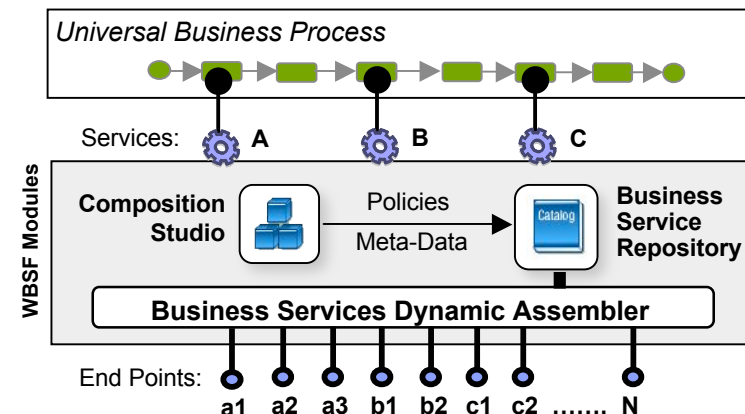 Universal Business Process
Services: A B C
WBSF Modules
Composition
Studio
Policies
Meta-Data
Catalog
Business
Service
Repository
Business Services Dynamic Assembler
End Points:
a1 a2 a3 b1 b2 c1 c2 ....... N